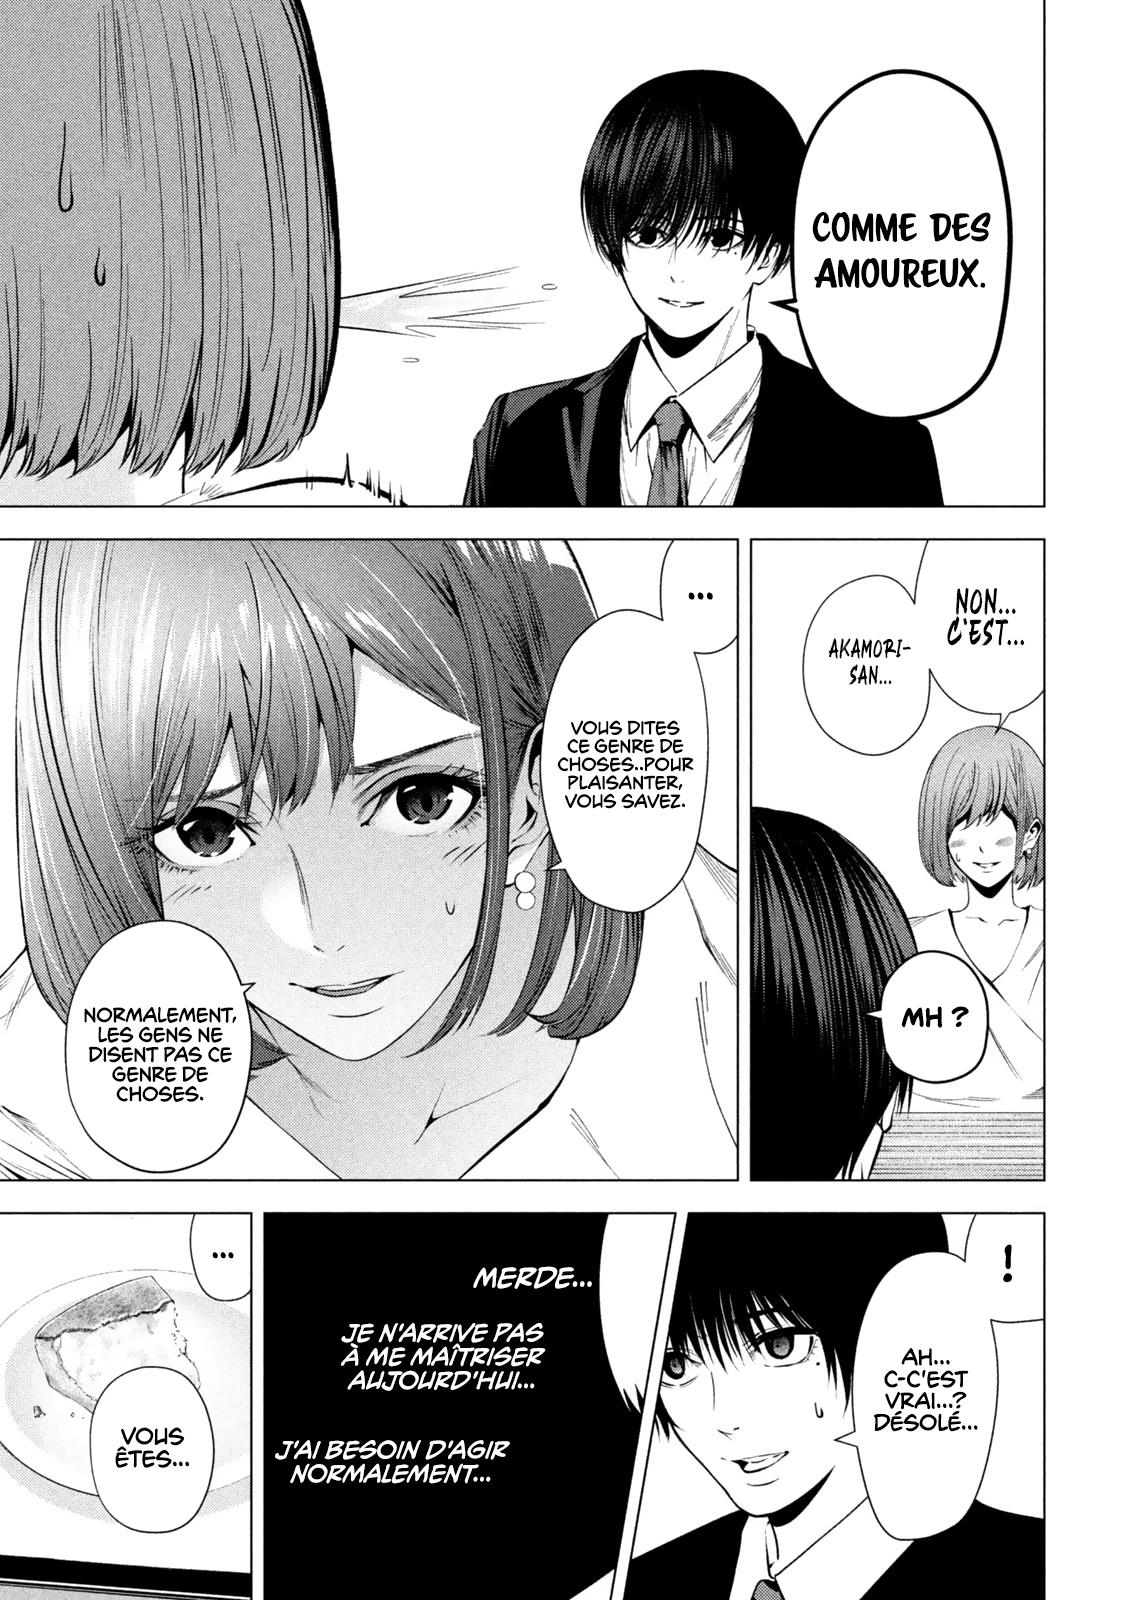 COMME DES
AMOUREUX.
NON...
C'EST...
AKAMORI-
SAN...
MH ?
...
VOUS DITES
CE GENRE DE
CHOSES..POUR
PLAISANTER,
VOUS SAVEZ.
NORMALEMENT,
LES GENS NE
DISENT PAS CE
GENRE DE
CHOSES.
!
AH...
C-C'EST
VRAI...?
DÉSOLÉ...
MERDE...
JE N'ARRIVE PAS
À ME MAÎTRISER
AUJOURD'HUI...
J'AI BESOIN D'AGIR
NORMALEMENT...
...
VOUS
ÊTES...